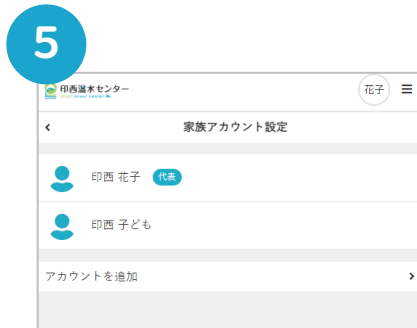 5
印西温水センター
花子
家族アカウント設定
印西 花子 代表
印西 子ども
アカウントを追加